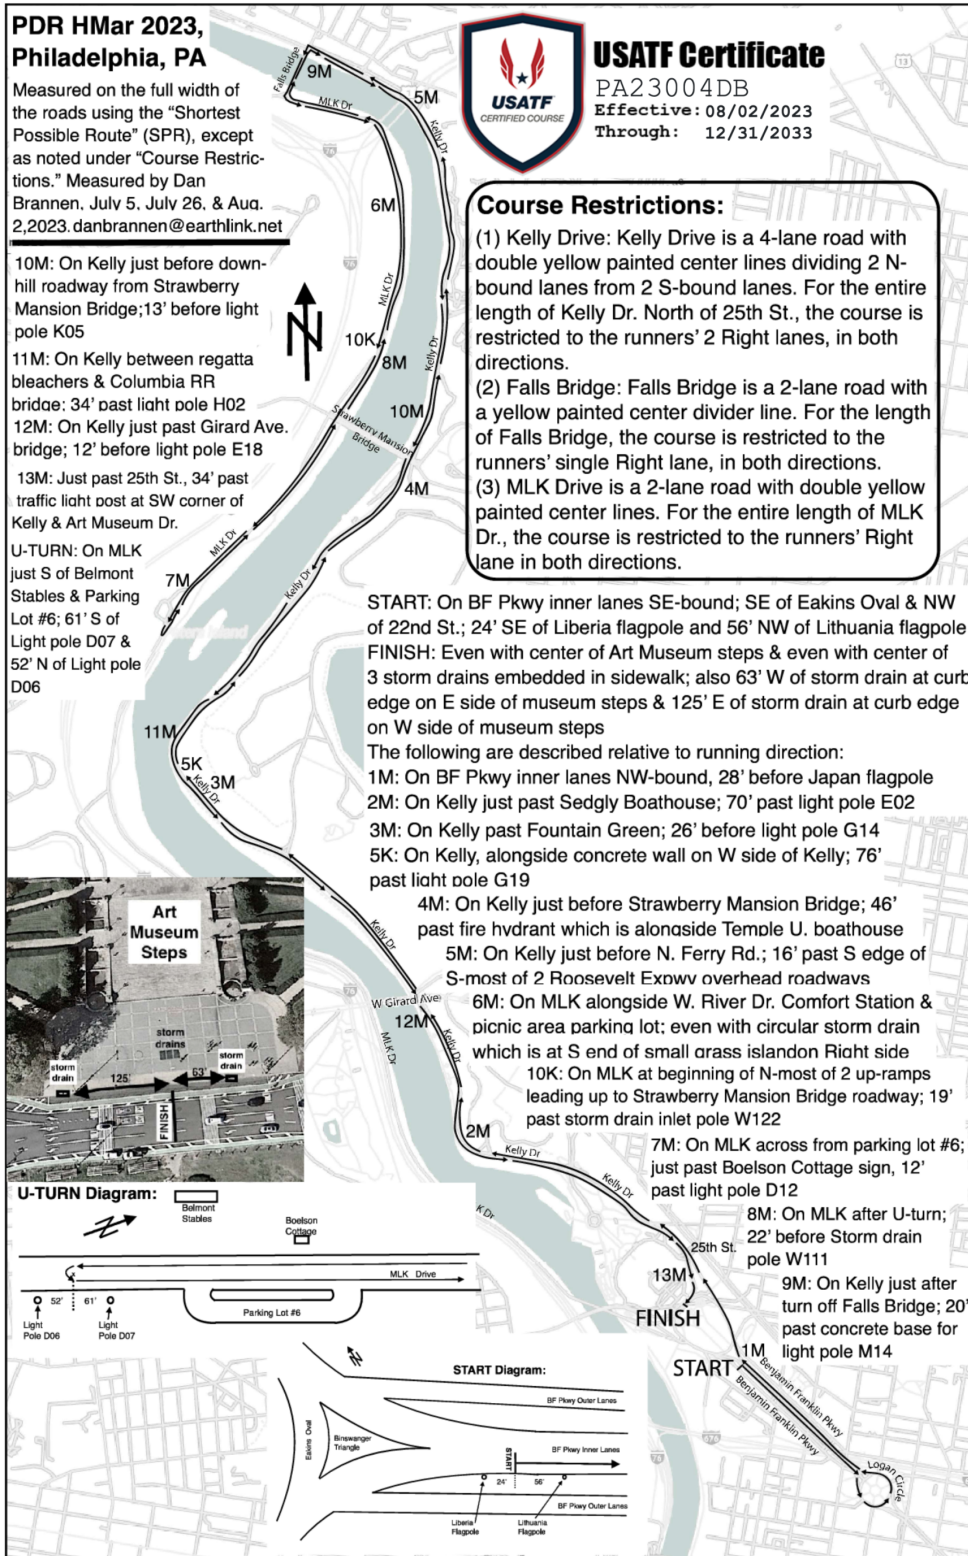 PDR HMar 2023,
Philadelphia, PA
Measured on the full width of
the roads using the “Shortest
Possible Route” (SPR), except
as noted under “Course Restric-
tions.” Measured by Dan
Brannen, July 5, July 26, & Aug.
2,2023. danbrannen@earthlink.net
10M: On Kelly just before down-
hill roadway from Strawberry
Mansion Bridge;13’ before light
pole K05
11M: On Kelly between regatta
bleachers & Columbia RR
bridge; 34’ past light pole H02
12M: On Kelly just past Girard Ave.
bridge; 12’ before light pole E18
13M: Just past 25th St., 34’ past
traffic light post at SW corner of
Kelly & Art Museum Dr.
U-TURN: On MLK
just S of Belmont
Stables & Parking
Lot #6; 61’ S of
Light pole D07 &
52’ N of Light pole
D06
USATF
CERTIFIED COURSE
USATF Certificate
PA23004DB
Effective: 08/02/2023
Through: 12/31/2033
Course Restrictions:
(1) Kelly Drive: Kelly Drive is a 4-lane road with
double yellow painted center lines dividing 2 N-
bound lanes from 2 S-bound lanes. For the entire
length of Kelly Dr. North of 25th St., the course is
restricted to the runners’ 2 Right lanes, in both
directions.
(2) Falls Bridge: Falls Bridge is a 2-lane road with
a yellow painted center divider line. For the length
of Falls Bridge, the course is restricted to the
runners’ single Right lane, in both directions.
(3) MLK Drive is a 2-lane road with double yellow
painted center lines. For the entire length of MLK
Dr., the course is restricted to the runners’ Right
lane in both directions.
START: On BF Pkwy inner lanes SE-bound; SE of Eakins Oval & NW
of 22nd St.; 24’ SE of Liberia flagpole and 56’ NW of Lithuania flagpole
FINISH: Even with center of Art Museum steps & even with center of
3 storm drains embedded in sidewalk; also 63’ W of storm drain at curb
edge on E side of museum steps & 125’ E of storm drain at curb edge
on W side of museum steps
The following are described relative to running direction:
1M: On BF Pkwy inner lanes NW-bound, 28’ before Japan flagpole
2M: On Kelly just past Sedgly Boathouse; 70’ past light pole E02
3M: On Kelly past Fountain Green; 26’ before light pole G14
5K: On Kelly, alongside concrete wall on W side of Kelly; 76’
past light pole G19
4M: On Kelly just before Strawberry Mansion Bridge; 46’
past fire hydrant which is alongside Temple U. boathouse
5M: On Kelly just before N. Ferry Rd.; 16’ past S edge of
S-most of 2 Roosevelt Expwy overhead roadways
6M: On MLK alongside W. River Dr. Comfort Station &
picnic area parking lot; even with circular storm drain
which is at S end of small grass islandon Right side
10K: On MLK at beginning of N-most of 2 up-ramps
leading up to Strawberry Mansion Bridge roadway; 19’
past storm drain inlet pole W122
7M: On MLK across from parking lot #6;
just past Boelson Cottage sign, 12’
past light pole D12
8M: On MLK after U-turn;
22’ before Storm drain
pole W111
9M: On Kelly just after
turn off Falls Bridge; 20’
past concrete base for
light pole M14
Falls Bridge
9M
MLK Dr
5M
Kelly Dr
13
76
6M
76
N
MLK Dr
10K
8M
Kelly Dr
10M
Strawberry Mansion
Bridge
4M
MLK Dr
Kelly Dr
7M
11M
5K
Kelly Dr
3M
Kelly Dr
W Girard Ave
12M
MLK Dr
Kelly Dr
2M
Kelly Dr
K Dr
Kelly Dr
25th St.
13M
FINISH
1M
START
Benjamin Franklin Pkwy
Benjamin Franklin Pkwy
Logan Circle
676
76
Art
Museum
Steps
storm
drains
storm
drain
storm
drain
125’
63’
FINISH
U-TURN Diagram:
N
Belmont
Stables
Boelson
Cottage
MLK Drive
52’
61’
Light
Pole D06
Light
Pole D07
Parking Lot #6
START Diagram:
N
Eakins Oval
Binswanger
Triangle
BF Pkwy Outer Lanes
BF Pkwy Inner Lanes
START
24’
56’
BF Pkwy Outer Lanes
Liberia
Flagpole
Lithuania
Flagpole